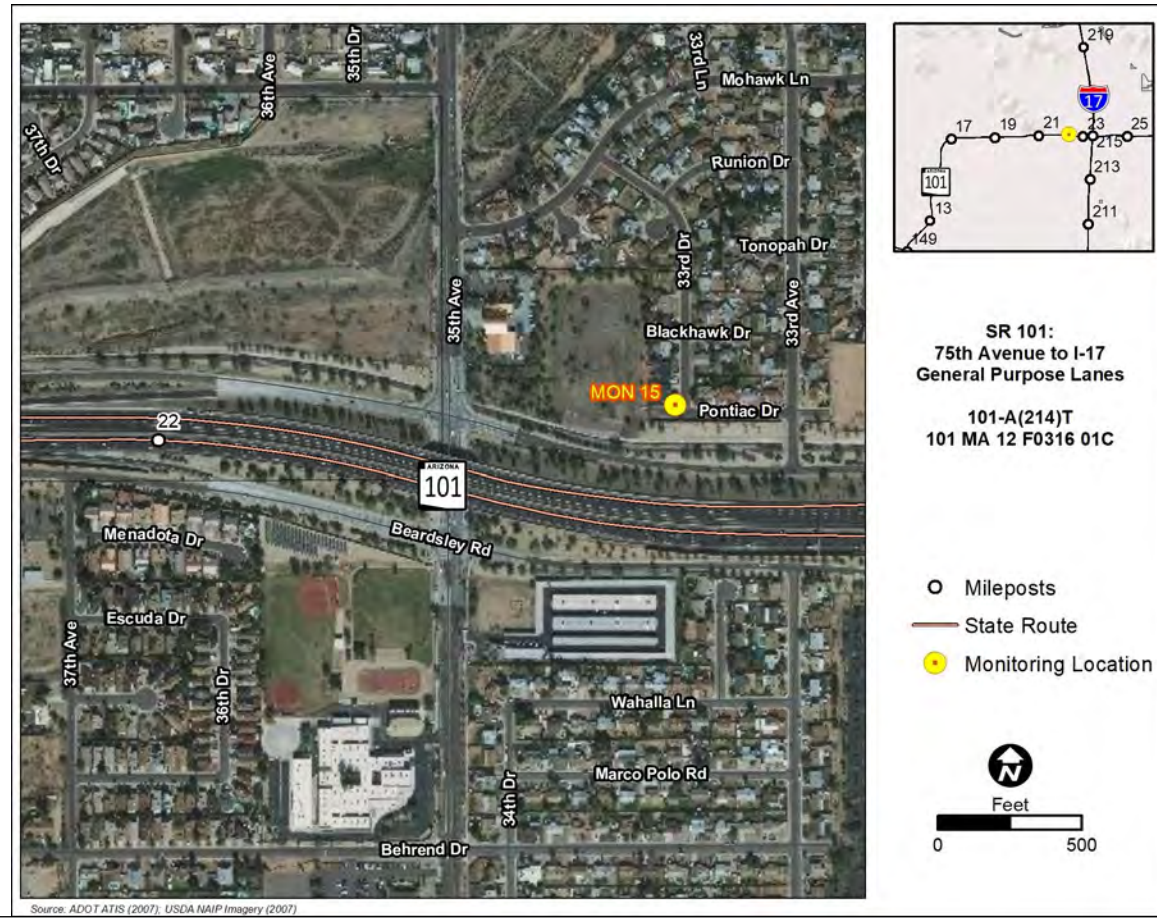 36th Ave
35th Dr
33rd Ln
Mohawk Ln
37th Dr
Runion Dr
35th Ave
33rd Dr
Tonopah Dr
33rd Ave
Blackhawk Dr
MON 15
Pontiac Dr
22
ARIZONA
101
Beardsley Rd
Menadota Dr
Escuda Dr
37th Ave
36th Dr
Wahalla Ln
Marco Polo Rd
34th Dr
Behrend Dr
Source: ADOT ATIS (2007); USDA NAIP Imagery (2007)
219
17
17
19
21
23
25
215
ARIZONA
101
213
13
211
149
SR 101:
75th Avenue to I-17
General Purpose Lanes
101-A(214)T
101 MA 12 F0316 01C
Mileposts
State Route
Monitoring Location
N
Feet
0 500